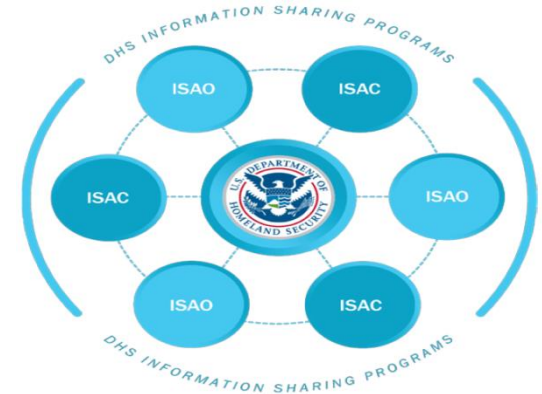 DHS INFORMATION SHARING PROGRAMS
ISAO
ISAC
ISAC
U.S. DEPARTMENT OF
HOMELAND SECURITY
ISAO
ISAO
ISAC
DHS INFORMATION SHARING PROGRAMS